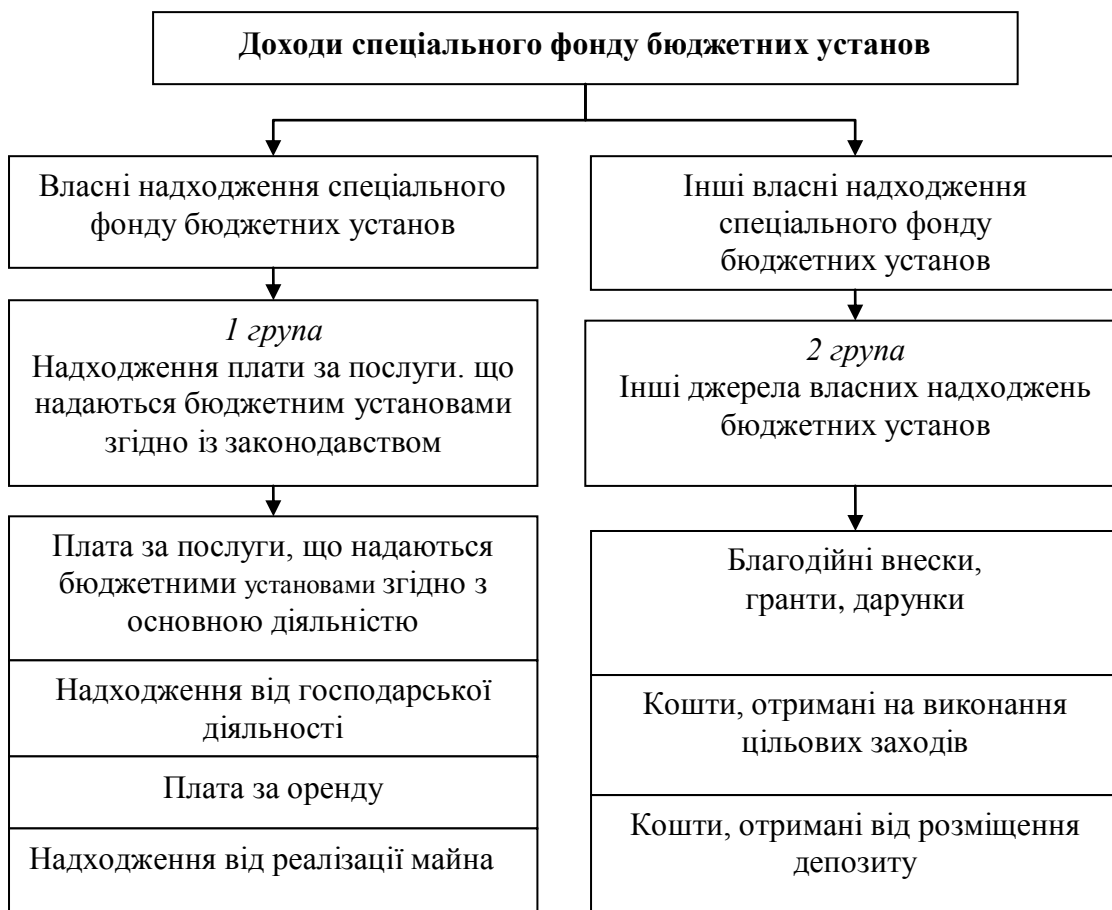 Доходи спеціального фонду бюджетних установ
Власні надходження спеціального
фонду бюджетних установ
Інші власні надходження
спеціального фонду
бюджетних установ
1 група
Надходження плати за послуги. що
надаються бюджетним установами
згідно із законодавством
2 група
Інші джерела власних надходжень
бюджетних установ
Плата за послуги, що надаються
бюджетними установами згідно з
основною діяльністю
Надходження від господарської
діяльності
Плата за оренду
Надходження від реалізації майна
Благодійні внески,
гранти, дарунки
Кошти, отримані на виконання
цільових заходів
Кошти, отримані від розміщення
депозиту